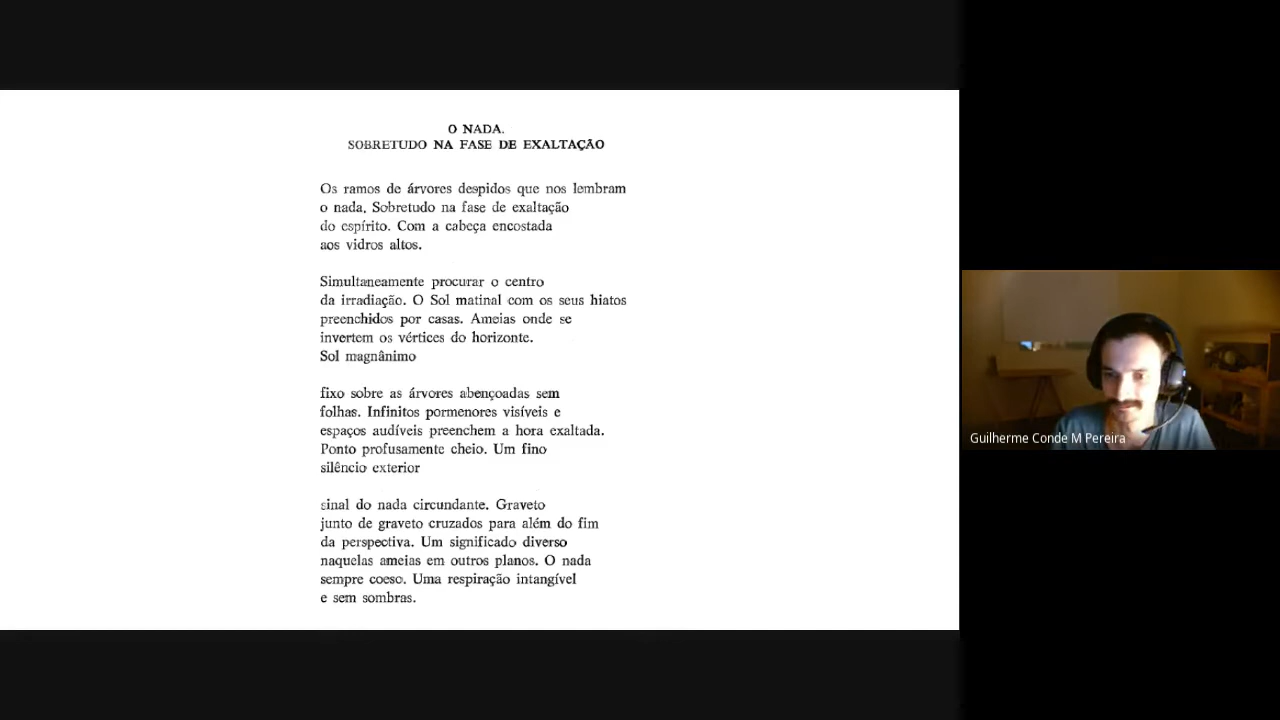 O NADA.
SOBRETUDO NA FASE DE EXALTAÇÃO
Os ramos de árvores despidos que nos lembram
o nada. Sobretudo na fase de exaltação
do espírito. Com a cabeça encostada
aos vidros altos.
Simultaneamente procurar o centro
da irradiação. O Sol matinal com os seus hiatos
preenchidos por casas. Ameias onde se
invertem os vértices do horizonte.
Sol magnânimo
fixo sobre as árvores abençoadas sem
folhas. Infinitos pormenores visíveis e
espaços audíveis preenchem a hora exaltada.
Ponto profusamente cheio. Um fino
silêncio exterior
sinal do nada circundante. Graveto
junto de graveto cruzados para além do fim
da perspectiva. Um significado diverso
naquelas ameias em outros planos. O nada
sempre coeso. Uma respiração intangível
e sem sombras.
Guilherme Conde M Pereira